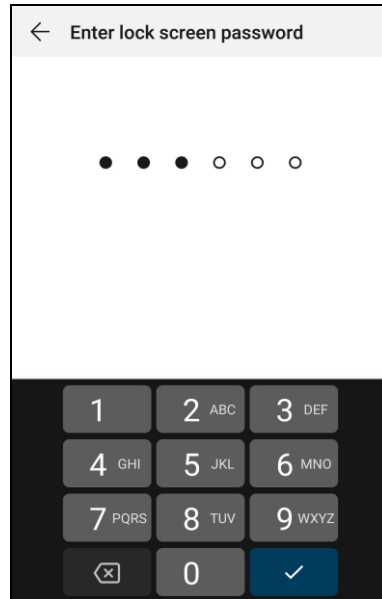 Enter lock screen password
1 2 ABC 3 DEF
4 GHI 5 JKL 6 MNO
7 PQRS 8 TUV 9 WXYZ
0